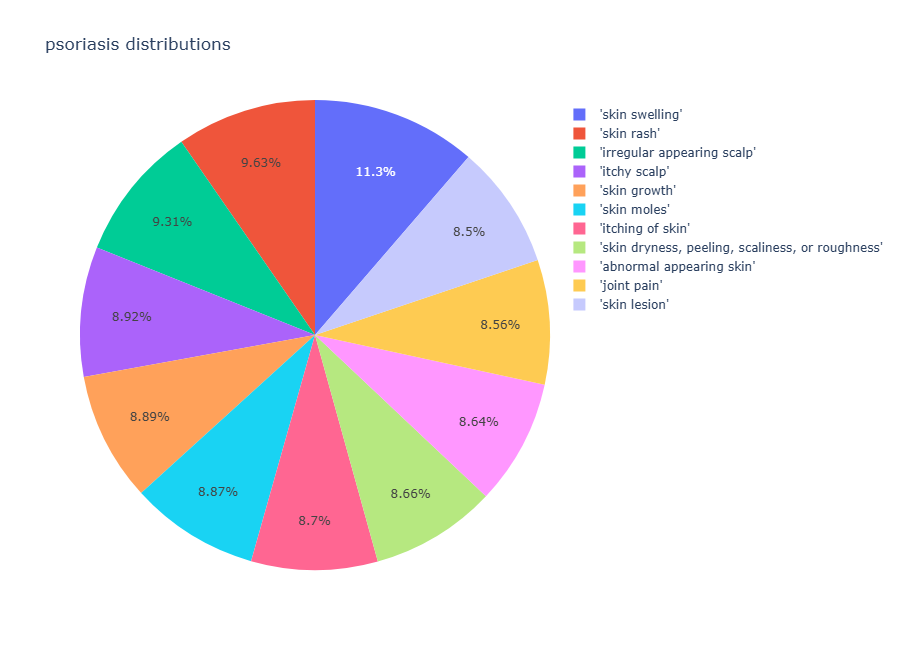 psoriasis distributions
11.3%
8.5%
8.56%
8.64%
8.66%
8.7%
8.87%
8.89%
8.92%
9.31%
9.63%
'skin swelling'
'skin rash'
'irregular appearing scalp'
'itchy scalp'
'skin growth'
'skin moles'
'itching of skin'
'skin dryness, peeling, scaliness, or roughness'
'abnormal appearing skin'
'joint pain'
'skin lesion'